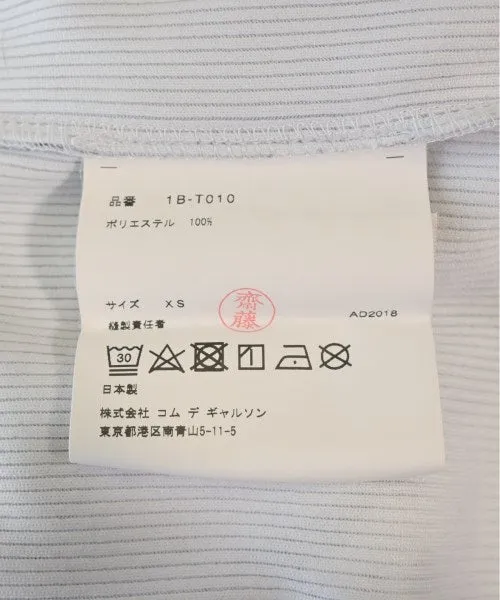 品番 1B-T010
ポリエステル 100%
サイズ XS
齋藤
縫製責任者
AD2018
30
日本製
株式会社 コム デ ギャルソン
東京都港区南青山5-11-5